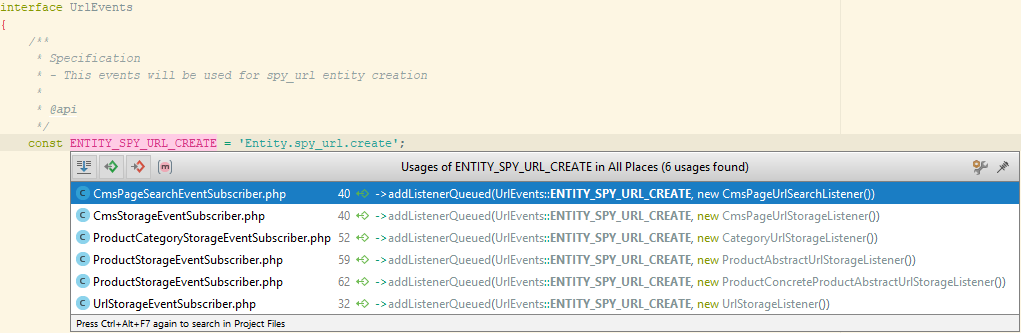 interface UrlEvents
{
/**
* Specification
* - This events will be used for spy_url entity creation
*
* @api
*/
const ENTITY_SPY_URL_CREATE = 'Entity.spy_url.create';
Usages of ENTITY_SPY_URL_CREATE in All Places (6 usages found)
CmsPageSearchEventSubscriber.php 40 ->addListenerQueued(UrlEvents::ENTITY_SPY_URL_CREATE, new CmsPageUrlSearchListener())
CmsStorageEventSubscriber.php 40 ->addListenerQueued(UrlEvents::ENTITY_SPY_URL_CREATE, new CmsPageUrlStorageListener())
ProductCategoryStorageEventSubscriber.php 52 ->addListenerQueued(UrlEvents::ENTITY_SPY_URL_CREATE, new CategoryUrlStorageListener())
ProductStorageEventSubscriber.php 59 ->addListenerQueued(UrlEvents::ENTITY_SPY_URL_CREATE, new ProductAbstractUrlStorageListener())
ProductStorageEventSubscriber.php 62 ->addListenerQueued(UrlEvents::ENTITY_SPY_URL_CREATE, new ProductConcreteProductAbstractUrlStorageListener())
UrlStorageEventSubscriber.php 32 ->addListenerQueued(UrlEvents::ENTITY_SPY_URL_CREATE, new UrlStorageListener())
Press Ctrl+Alt+F7 again to search in Project Files